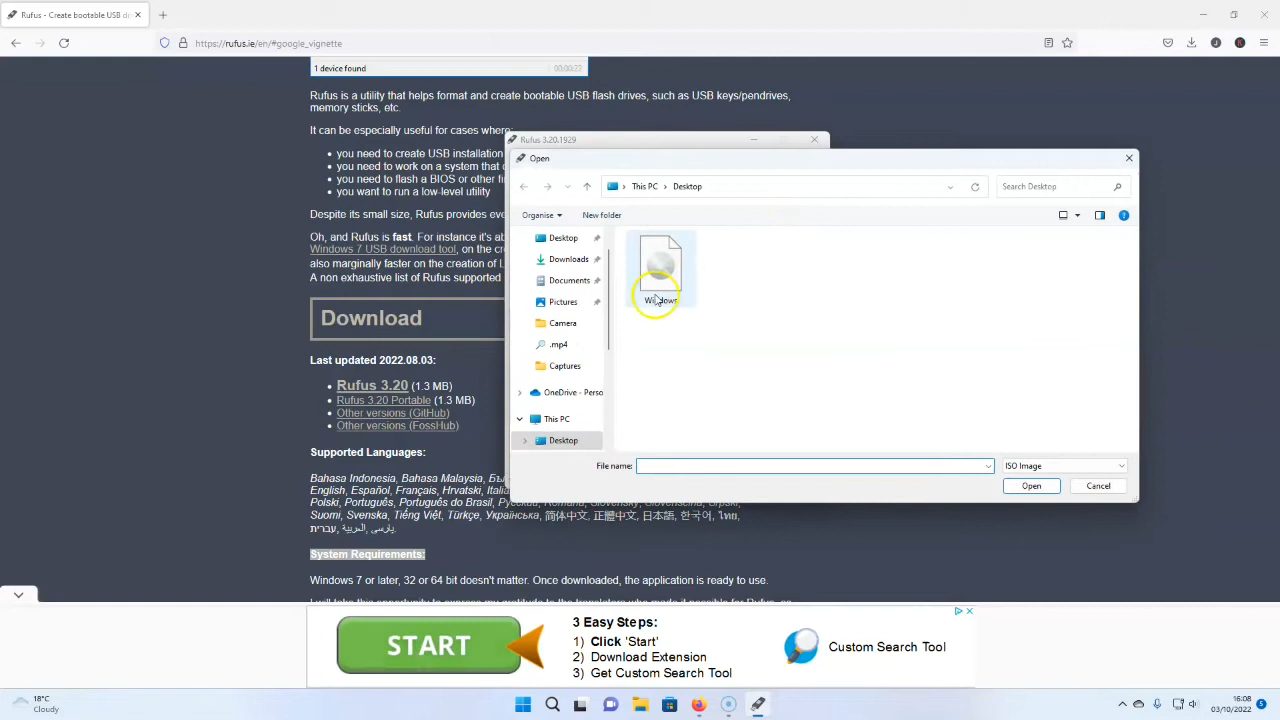 Rufus - Create bootable USB dr
https://rufus.ie/en/#google_vignette
1 device found
00:00:23
Rufus is a utility that helps format and create bootable USB flash drives, such as USB keys/pendrives,
memory sticks, etc.
It can be especially useful for cases where:
you need to create USB installation
you need to work on a system that
you need to flash a BIOS or other fi
you want to run a low-level utility
Despite its small size, Rufus provides eve
Oh, and Rufus is fast. For instance it's ab
Windows 7 USB download tool, on the cre
also marginally faster on the creation of L
A non exhaustive list of Rufus supported
Download
Last updated 2022.08.03:
Rufus 3.20 (1.3 MB)
Rufus 3.20 Portable (1.3 MB)
Other versions (GitHub)
Other versions (FossHub)
Supported Languages:
Bahasa Indonesia, Bahasa Malaysia,
English, Español, Français, Hrvatski, Itali
Polski, Português, Português do Brasil,
Suomi, Svenska, Tiếng Việt, Türkçe, Українська, 简体中文, 正體中文, 日本語, 한국어, ไทย,
עברית, العربية, پارسی.
System Requirements:
Windows 7 or later, 32 or 64 bit doesn't matter. Once downloaded, the application is ready to use.
Rufus 3.20.1929
Open
This PC
Desktop
Search Desktop
Organise
New folder
Desktop
Downloads
Documents
Pictures
Camera
.mp4
Captures
OneDrive - Perso
This PC
Desktop
Windows
File name:
ISO Image
Open
Cancel
START
3 Easy Steps:
1) Click 'Start'
2) Download Extension
3) Get Custom Search Tool
Custom Search Tool
18°C
Cloudy
16:08
03/10/2022
5